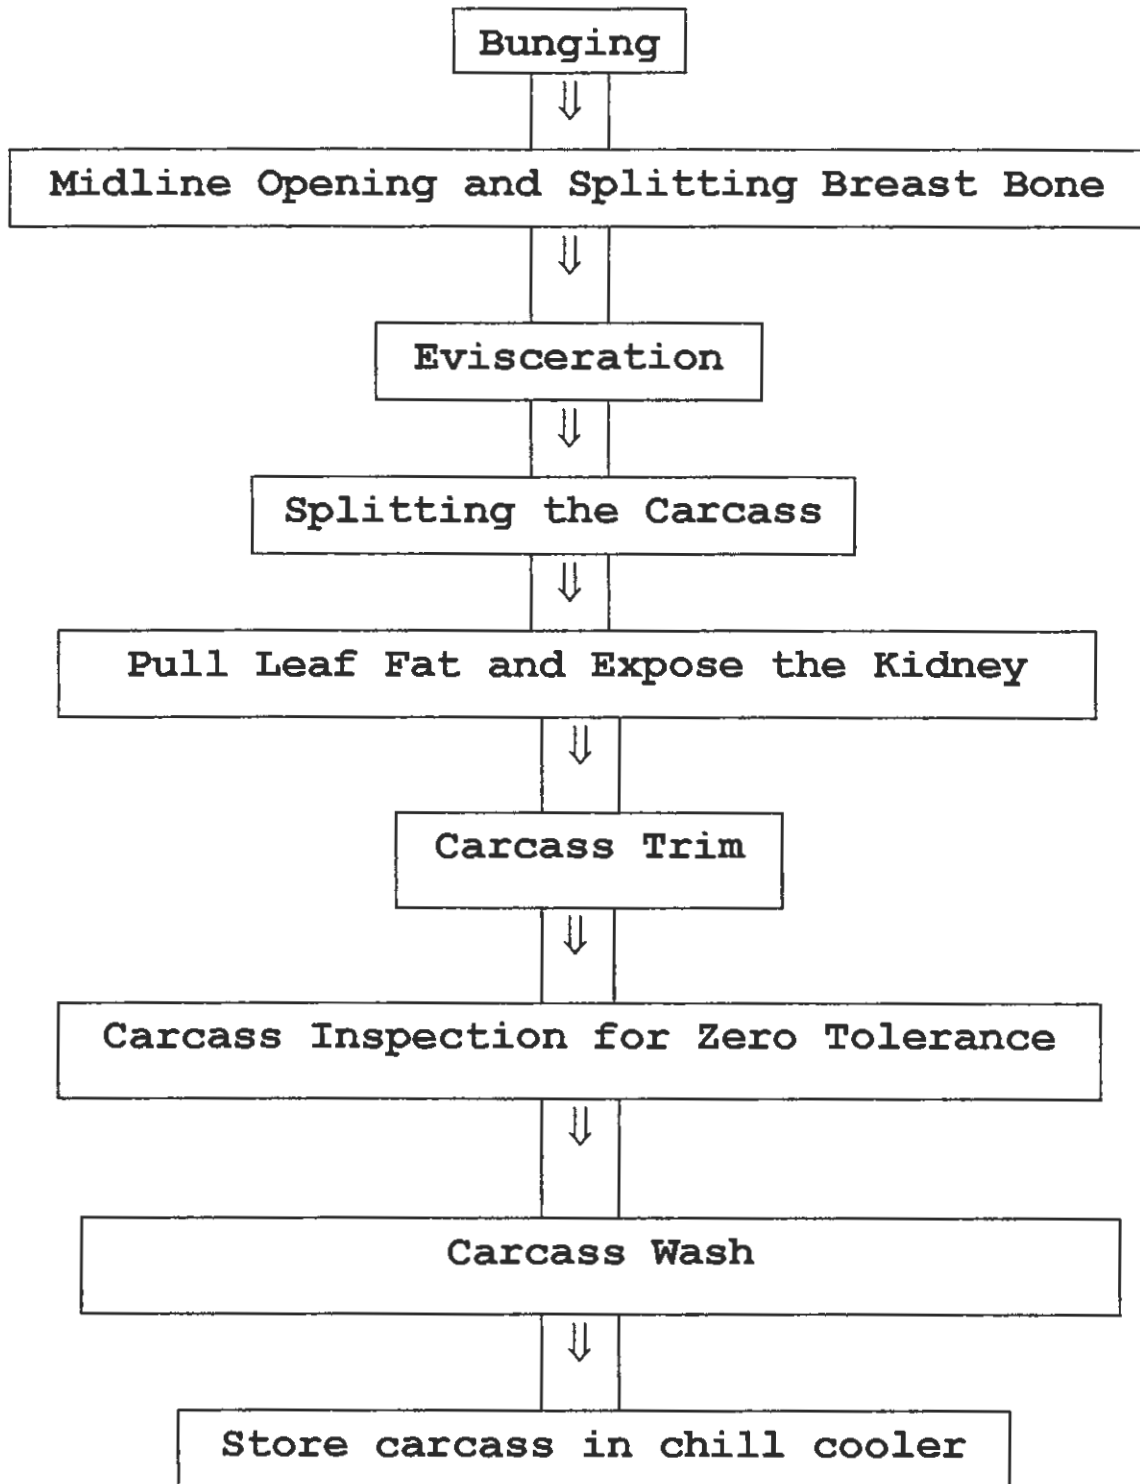 Bunging
⇓
Midline Opening and Splitting Breast Bone
⇓
Evisceration
⇓
Splitting the Carcass
⇓
Pull Leaf Fat and Expose the Kidney
⇓
Carcass Trim
⇓
Carcass Inspection for Zero Tolerance
⇓
Carcass Wash
⇓
Store carcass in chill cooler